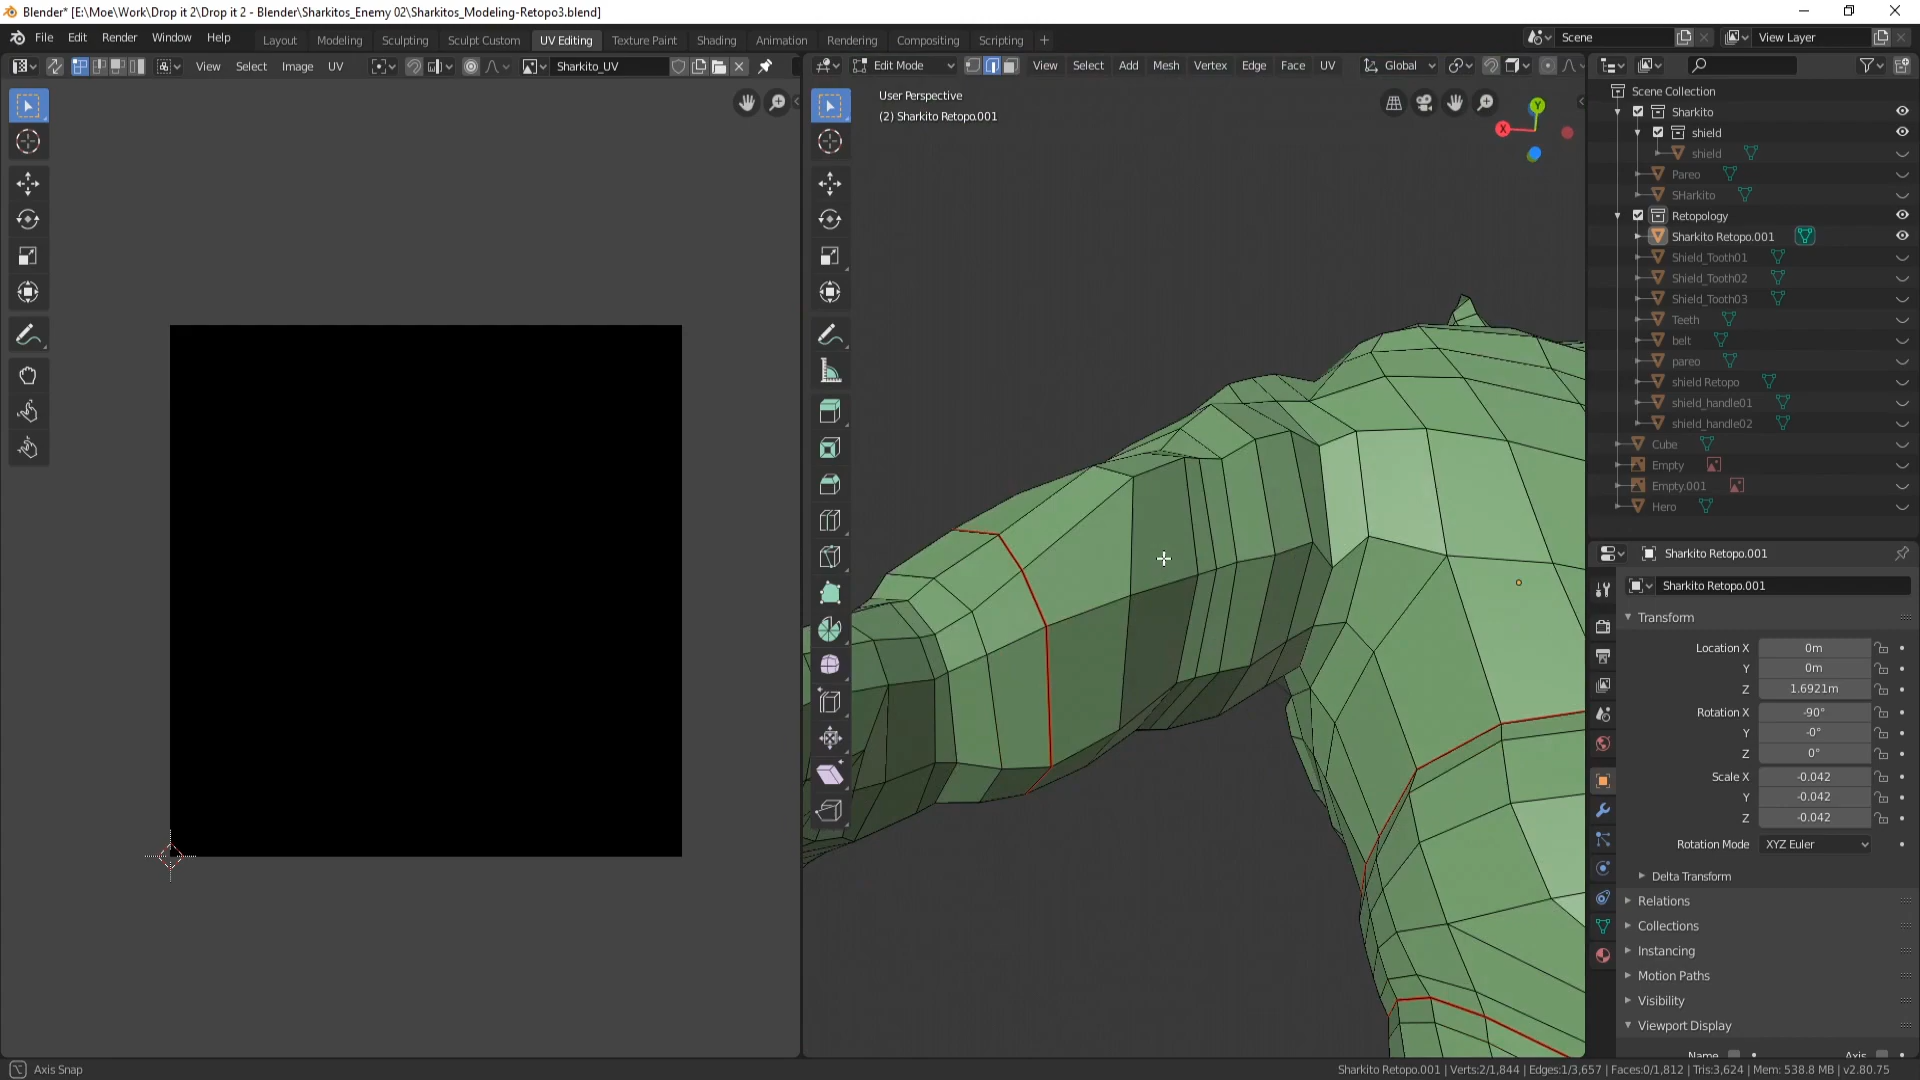 Blender* [E:\Moe\Work\Drop it 2\Drop it 2 - Blender\Sharkitos_Enemy 02\Sharkitos_Modeling-Retopo3.blend]
File Edit Render Window Help
Layout Modeling Sculpting Sculpt Custom UV Editing Texture Paint Shading Animation Rendering Compositing Scripting +
Scene
View Layer
View Select Image UV
Sharkito_UV
Edit Mode
View Select Add Mesh Vertex Edge Face UV
Global
User Perspective
(2) Sharkito Retopo.001
Y
X
Scene Collection
Sharkito
shield
shield
Pareo
SHarkito
Retopology
Sharkito Retopo.001
Shield_Tooth01
Shield_Tooth02
Shield_Tooth03
Teeth
belt
pareo
shield Retopo
shield_handle01
shield_handle02
Cube
Empty
Empty.001
Hero
Sharkito Retopo.001
Sharkito Retopo.001
Transform
Location X 0m
Y 0m
Z 1.6921m
Rotation X -90°
Y -0°
Z 0°
Scale X -0.042
Y -0.042
Z -0.042
Rotation Mode XYZ Euler
Delta Transform
Relations
Collections
Instancing
Motion Paths
Visibility
Viewport Display
Name Axis
Axis Snap
Sharkito Retopo.001 | Verts:2/1,844 | Edges:1/3,657 | Faces:0/1,812 | Tris:3,624 | Mem: 538.8 MB | v2.80.75